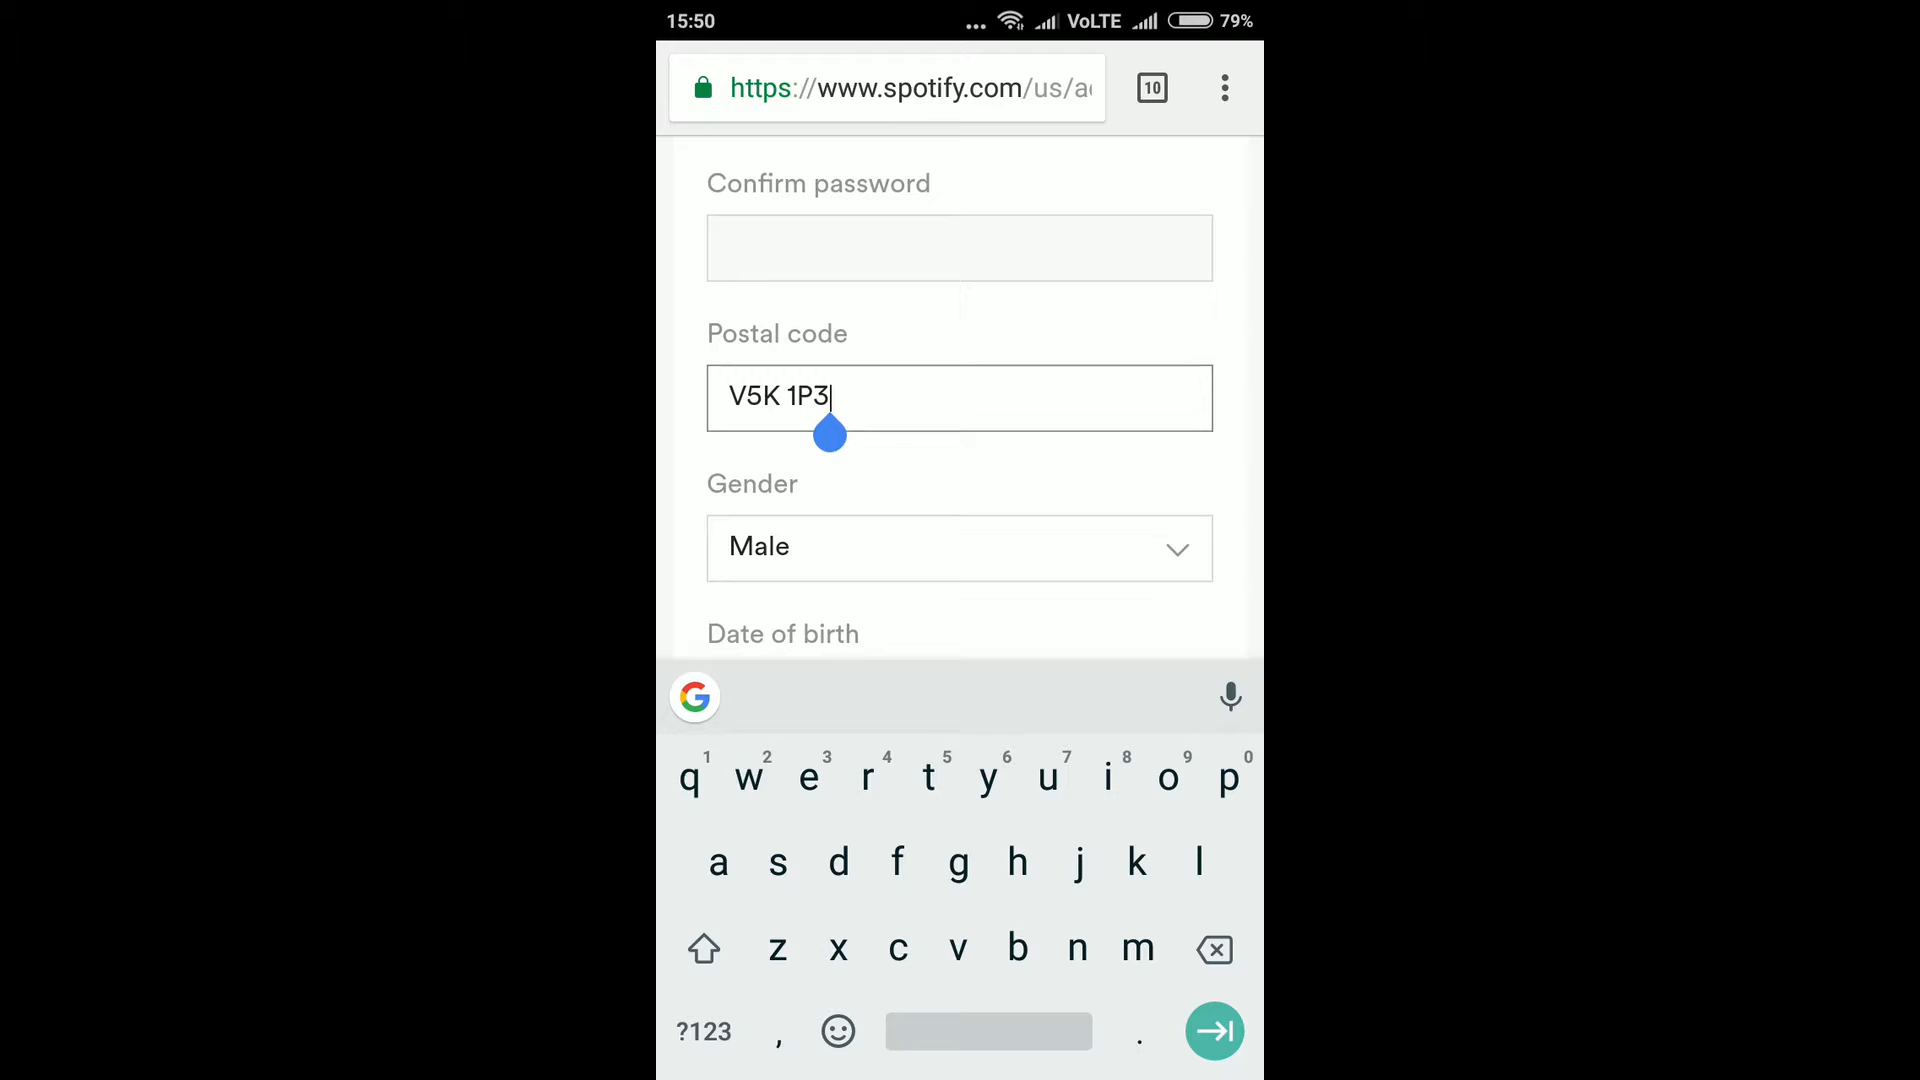 15:50 ... VoLTE 79%
https://www.spotify.com/us/a 10
Confirm password
Postal code
V5K 1P3
Gender
Male
Date of birth
G
1 2 3 4 5 6 7 8 9 0
q w e r t y u i o p
a s d f g h j k l
z x c v b n m
?123 , .